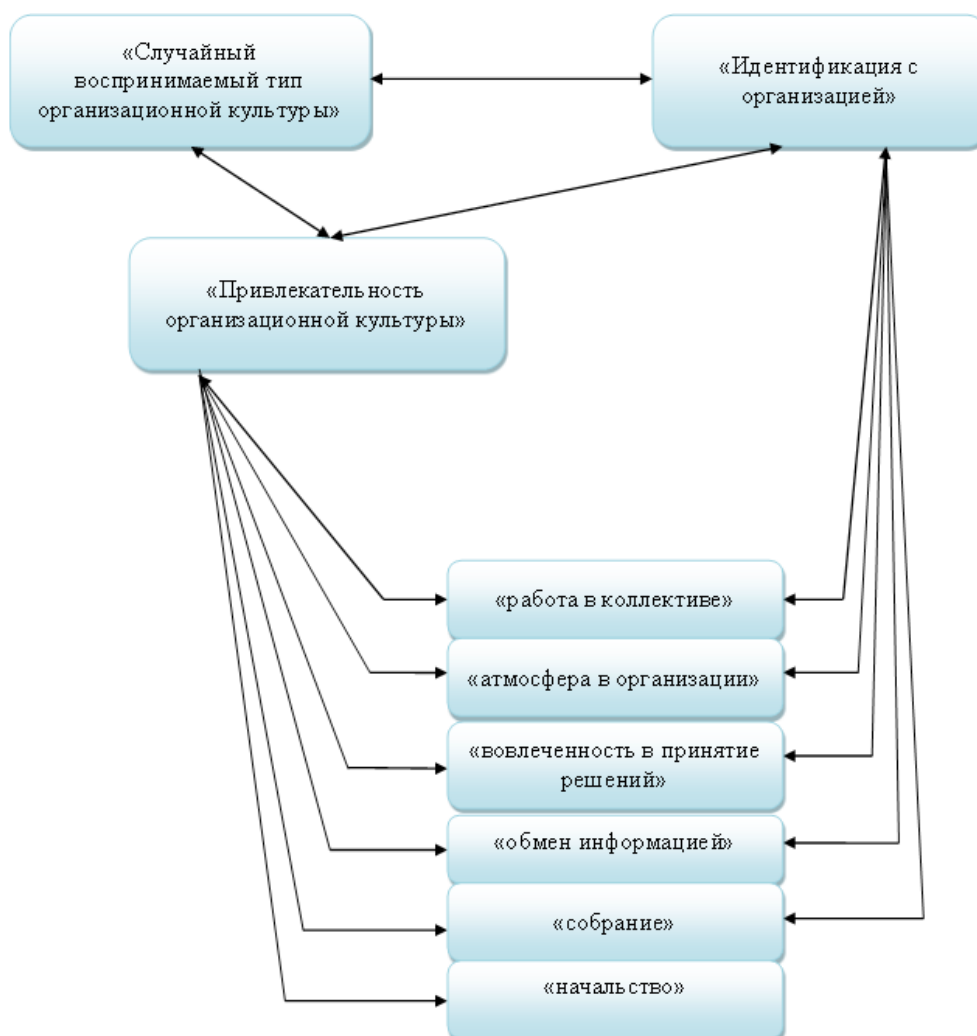 «Случайный
воспринимаемый тип
организационной культуры»
«Идентификация с
организацией»
«Привлекательность
организационной культуры»
«работа в коллективе»
«атмосфера в организации»
«вовлеченность в принятие
решений»
«обмен информацией»
«собрание»
«начальство»